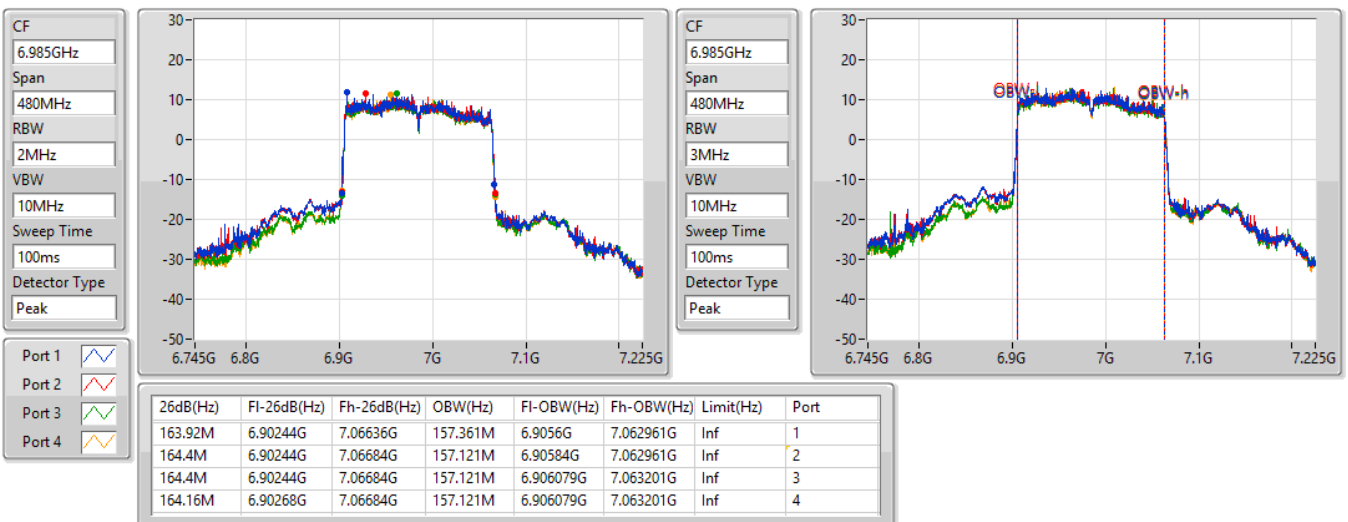 CF
6.985GHz
Span
480MHz
RBW
2MHz
VBW
10MHz
Sweep Time
100ms
Detector Type
Peak
30
20
10
0
-10
-20
-30
-40
-50
6.745G 6.8G 6.9G 7G 7.1G 7.225G
CF
6.985GHz
Span
480MHz
RBW
3MHz
VBW
10MHz
Sweep Time
100ms
Detector Type
Peak
30
20
10
0
-10
-20
-30
-40
-50
OBW-h
6.745G 6.8G 6.9G 7G 7.1G 7.225G
Port 1
Port 2
Port 3
Port 4
26dB(Hz) Fl-26dB(Hz) Fh-26dB(Hz) OBW(Hz) Fl-OBW(Hz) Fh-OBW(Hz) Limit(Hz) Port
163.92M 6.90244G 7.06636G 157.361M 6.9056G 7.062961G Inf 1
164.4M 6.90244G 7.06684G 157.121M 6.90584G 7.062961G Inf 2
164.4M 6.90244G 7.06684G 157.121M 6.906079G 7.063201G Inf 3
164.16M 6.90268G 7.06684G 157.121M 6.906079G 7.063201G Inf 4